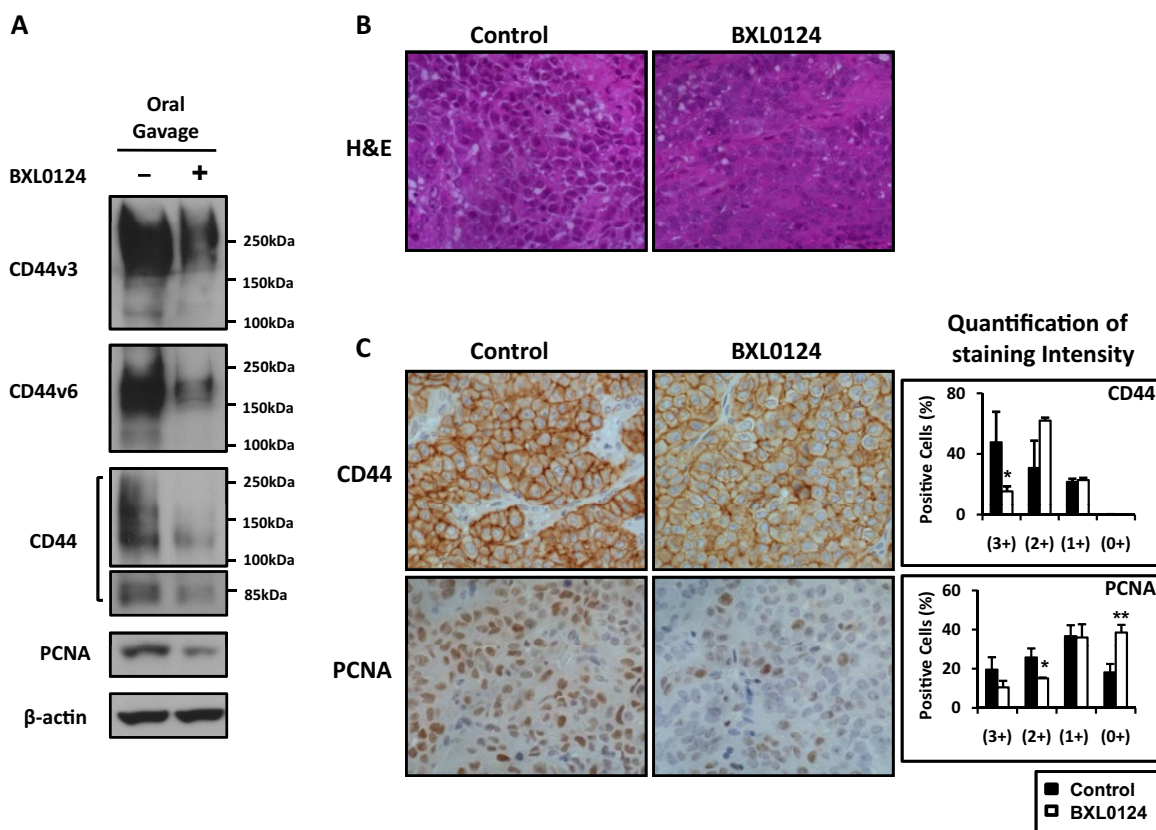 A
Oral
Gavage
BXL0124
– +
CD44v3
250kDa
150kDa
100kDa
CD44v6
250kDa
150kDa
100kDa
CD44
250kDa
150kDa
100kDa
85kDa
PCNA
β-actin
B
Control
BXL0124
H&E
C
Control
BXL0124
Quantification of
staining Intensity
CD44
CD44
Positive Cells (%)
80
40
0
*
(3+) (2+) (1+) (0+)
PCNA
PCNA
Positive Cells (%)
60
40
20
0
*
**
(3+) (2+) (1+) (0+)
Control
BXL0124